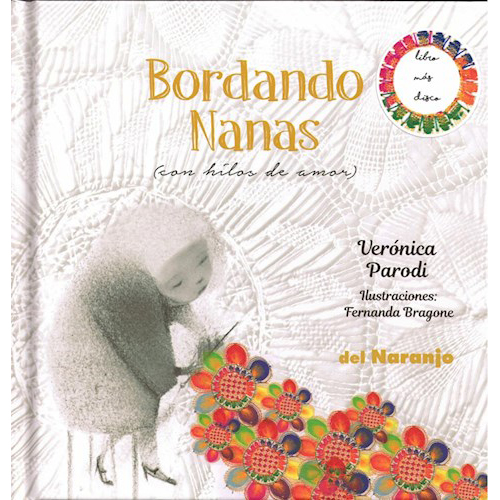 Bordando
Nanas
(con hilos de amor)
libro
más
disco
Verónica
Parodi
Ilustraciones:
Fernanda Bragone
del Naranjo